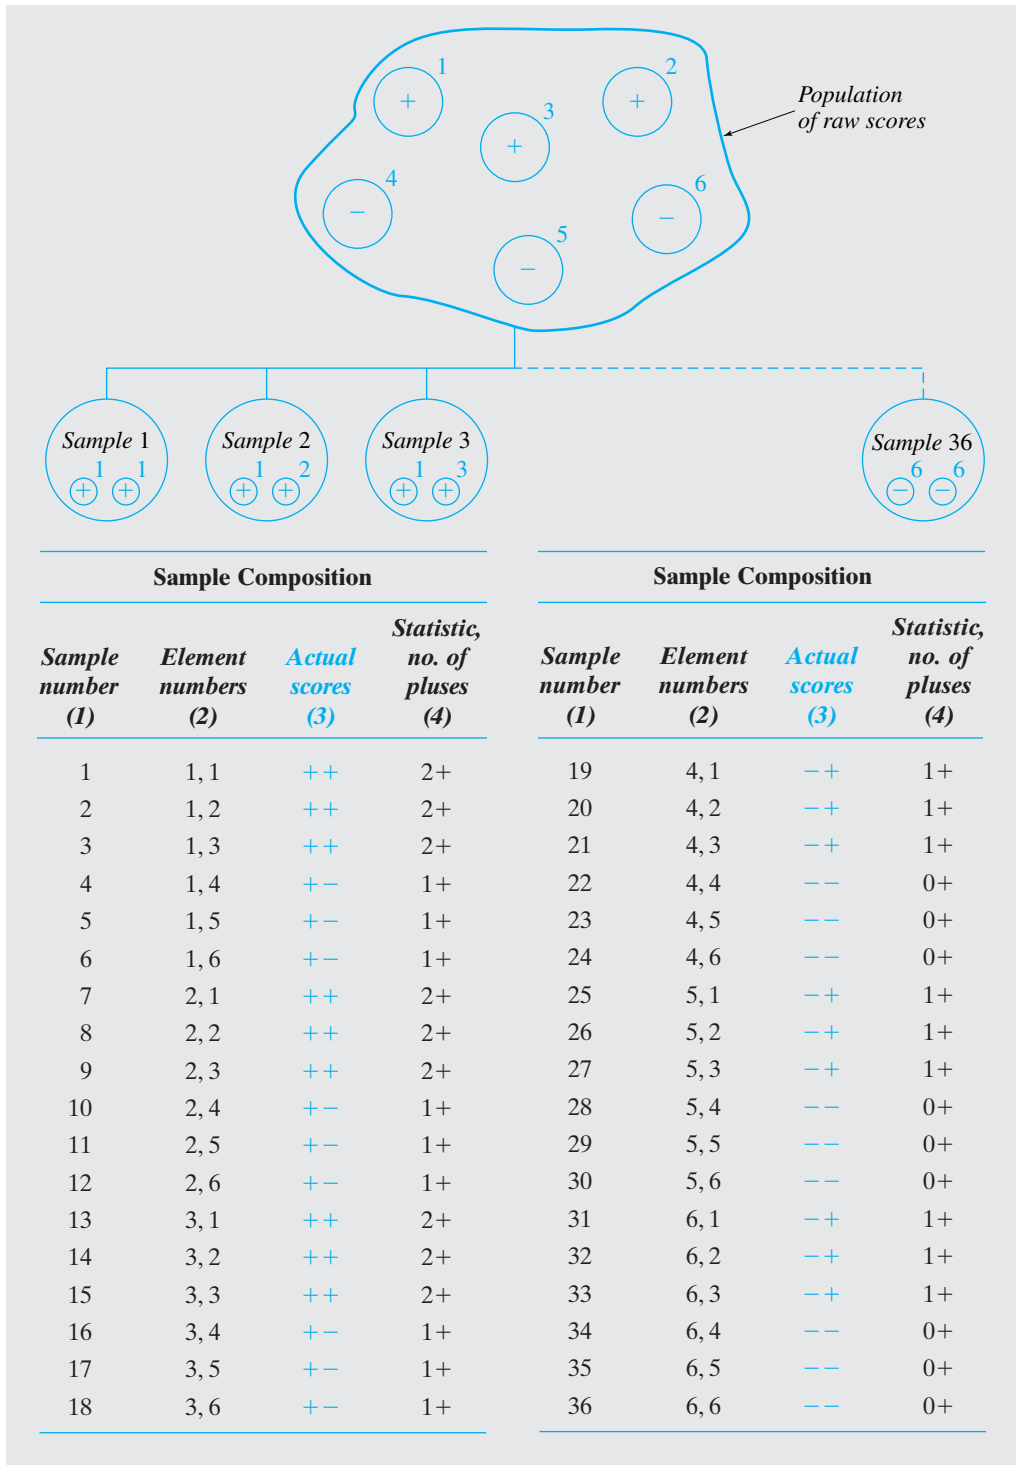 1
2
+
+
3
+
Population
of raw scores
4
−
6
−
5
−
Sample 1
1 1
+ +
Sample 2
1 2
+ +
Sample 3
1 3
+ +
Sample 36
6 6
− −
Sample Composition
Statistic,
Sample Element Actual no. of
number numbers scores pluses
(1) (2) (3) (4)
1 1, 1 ++ 2+
2 1, 2 ++ 2+
3 1, 3 ++ 2+
4 1, 4 +− 1+
5 1, 5 +− 1+
6 1, 6 +− 1+
7 2, 1 ++ 2+
8 2, 2 ++ 2+
9 2, 3 ++ 2+
10 2, 4 +− 1+
11 2, 5 +− 1+
12 2, 6 +− 1+
13 3, 1 ++ 2+
14 3, 2 ++ 2+
15 3, 3 ++ 2+
16 3, 4 +− 1+
17 3, 5 +− 1+
18 3, 6 +− 1+
Sample Composition
Statistic,
Sample Element Actual no. of
number numbers scores pluses
(1) (2) (3) (4)
19 4, 1 −+ 1+
20 4, 2 −+ 1+
21 4, 3 −+ 1+
22 4, 4 −− 0+
23 4, 5 −− 0+
24 4, 6 −− 0+
25 5, 1 −+ 1+
26 5, 2 −+ 1+
27 5, 3 −+ 1+
28 5, 4 −− 0+
29 5, 5 −− 0+
30 5, 6 −− 0+
31 6, 1 −+ 1+
32 6, 2 −+ 1+
33 6, 3 −+ 1+
34 6, 4 −− 0+
35 6, 5 −− 0+
36 6, 6 −− 0+